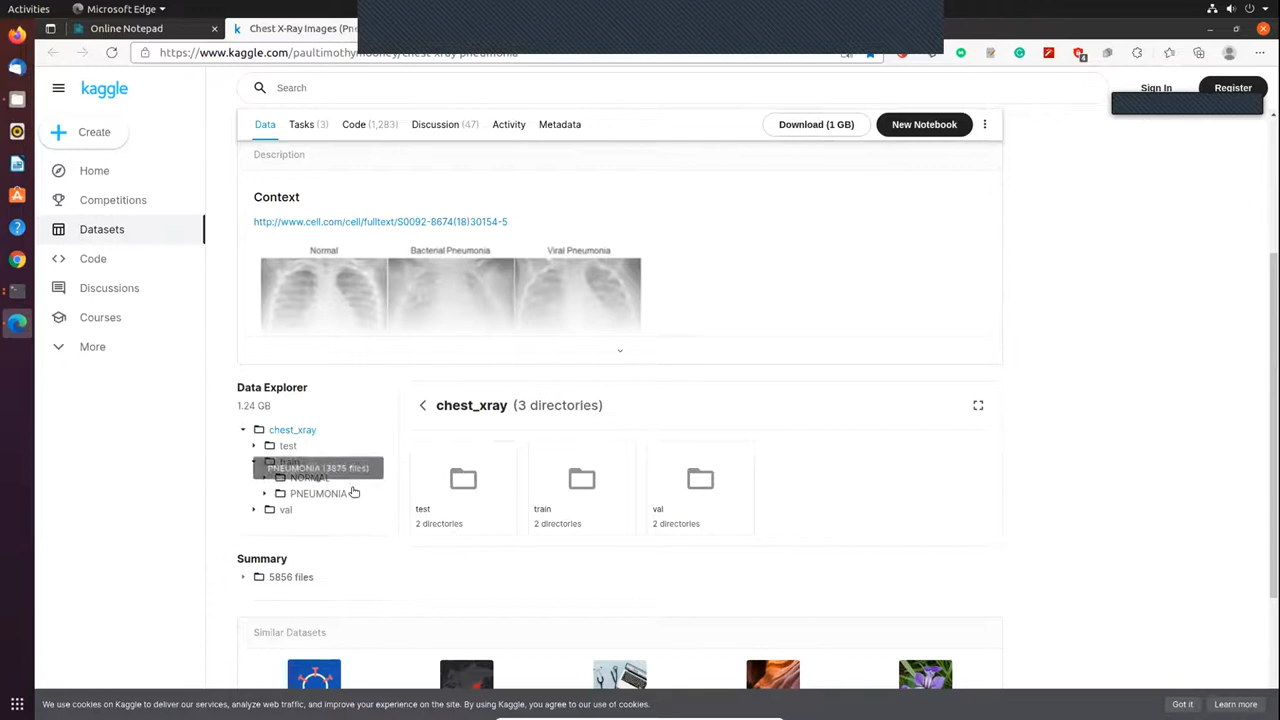 Activities
Microsoft Edge
Online Notepad
Chest X-Ray Images (Pne
https://www.kaggle.com/paultimothymooney/chest-xray-pneumonia
4
kaggle
Search
Sign In
Register
Create
Data
Tasks (3)
Code (1,283)
Discussion (47)
Activity
Metadata
Download (1 GB)
New Notebook
Home
Competitions
Datasets
Code
Discussions
Courses
More
Description
Context
http://www.cell.com/cell/fulltext/S0092-8674(18)30154-5
Normal
Bacterial Pneumonia
Viral Pneumonia
Data Explorer
1.24 GB
chest_xray
test
train
PNEUMONIA (3875 files)
NORMAL
PNEUMONIA
val
chest_xray (3 directories)
test
2 directories
train
2 directories
val
2 directories
Summary
5856 files
Similar Datasets
We use cookies on Kaggle to deliver our services, analyze web traffic, and improve your experience on the site. By using Kaggle, you agree to our use of cookies.
Got it
Learn more